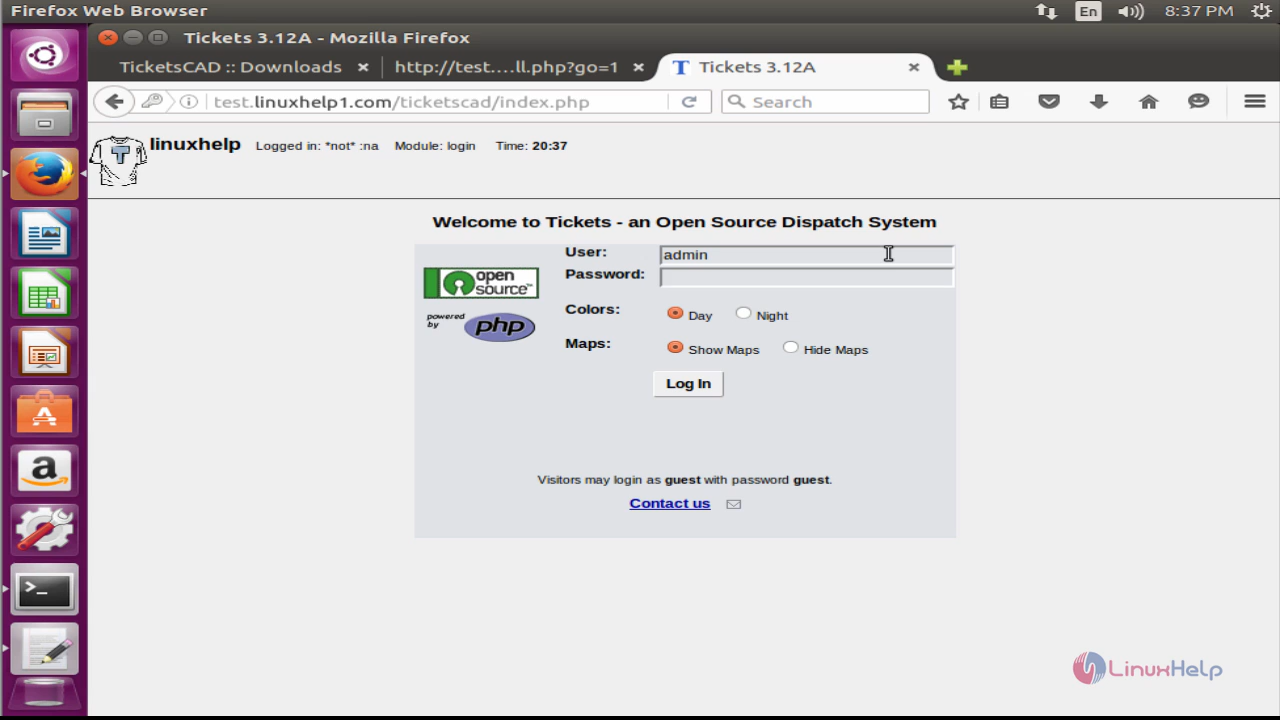 Firefox Web Browser
En
8:37 PM
Tickets 3.12A - Mozilla Firefox
TicketsCAD :: Downloads
http://test....ll.php?go=1
T Tickets 3.12A
test.linuxhelp1.com/ticketscad/index.php
Search
T
linuxhelp
Logged in: *not* :na
Module: login
Time: 20:37
Welcome to Tickets - an Open Source Dispatch System
User:
admin
Password:
open
source™
Colors:
Day
Night
powered
by
php
Maps:
Show Maps
Hide Maps
Log In
Visitors may login as guest with password guest.
Contact us
LinuxHelp